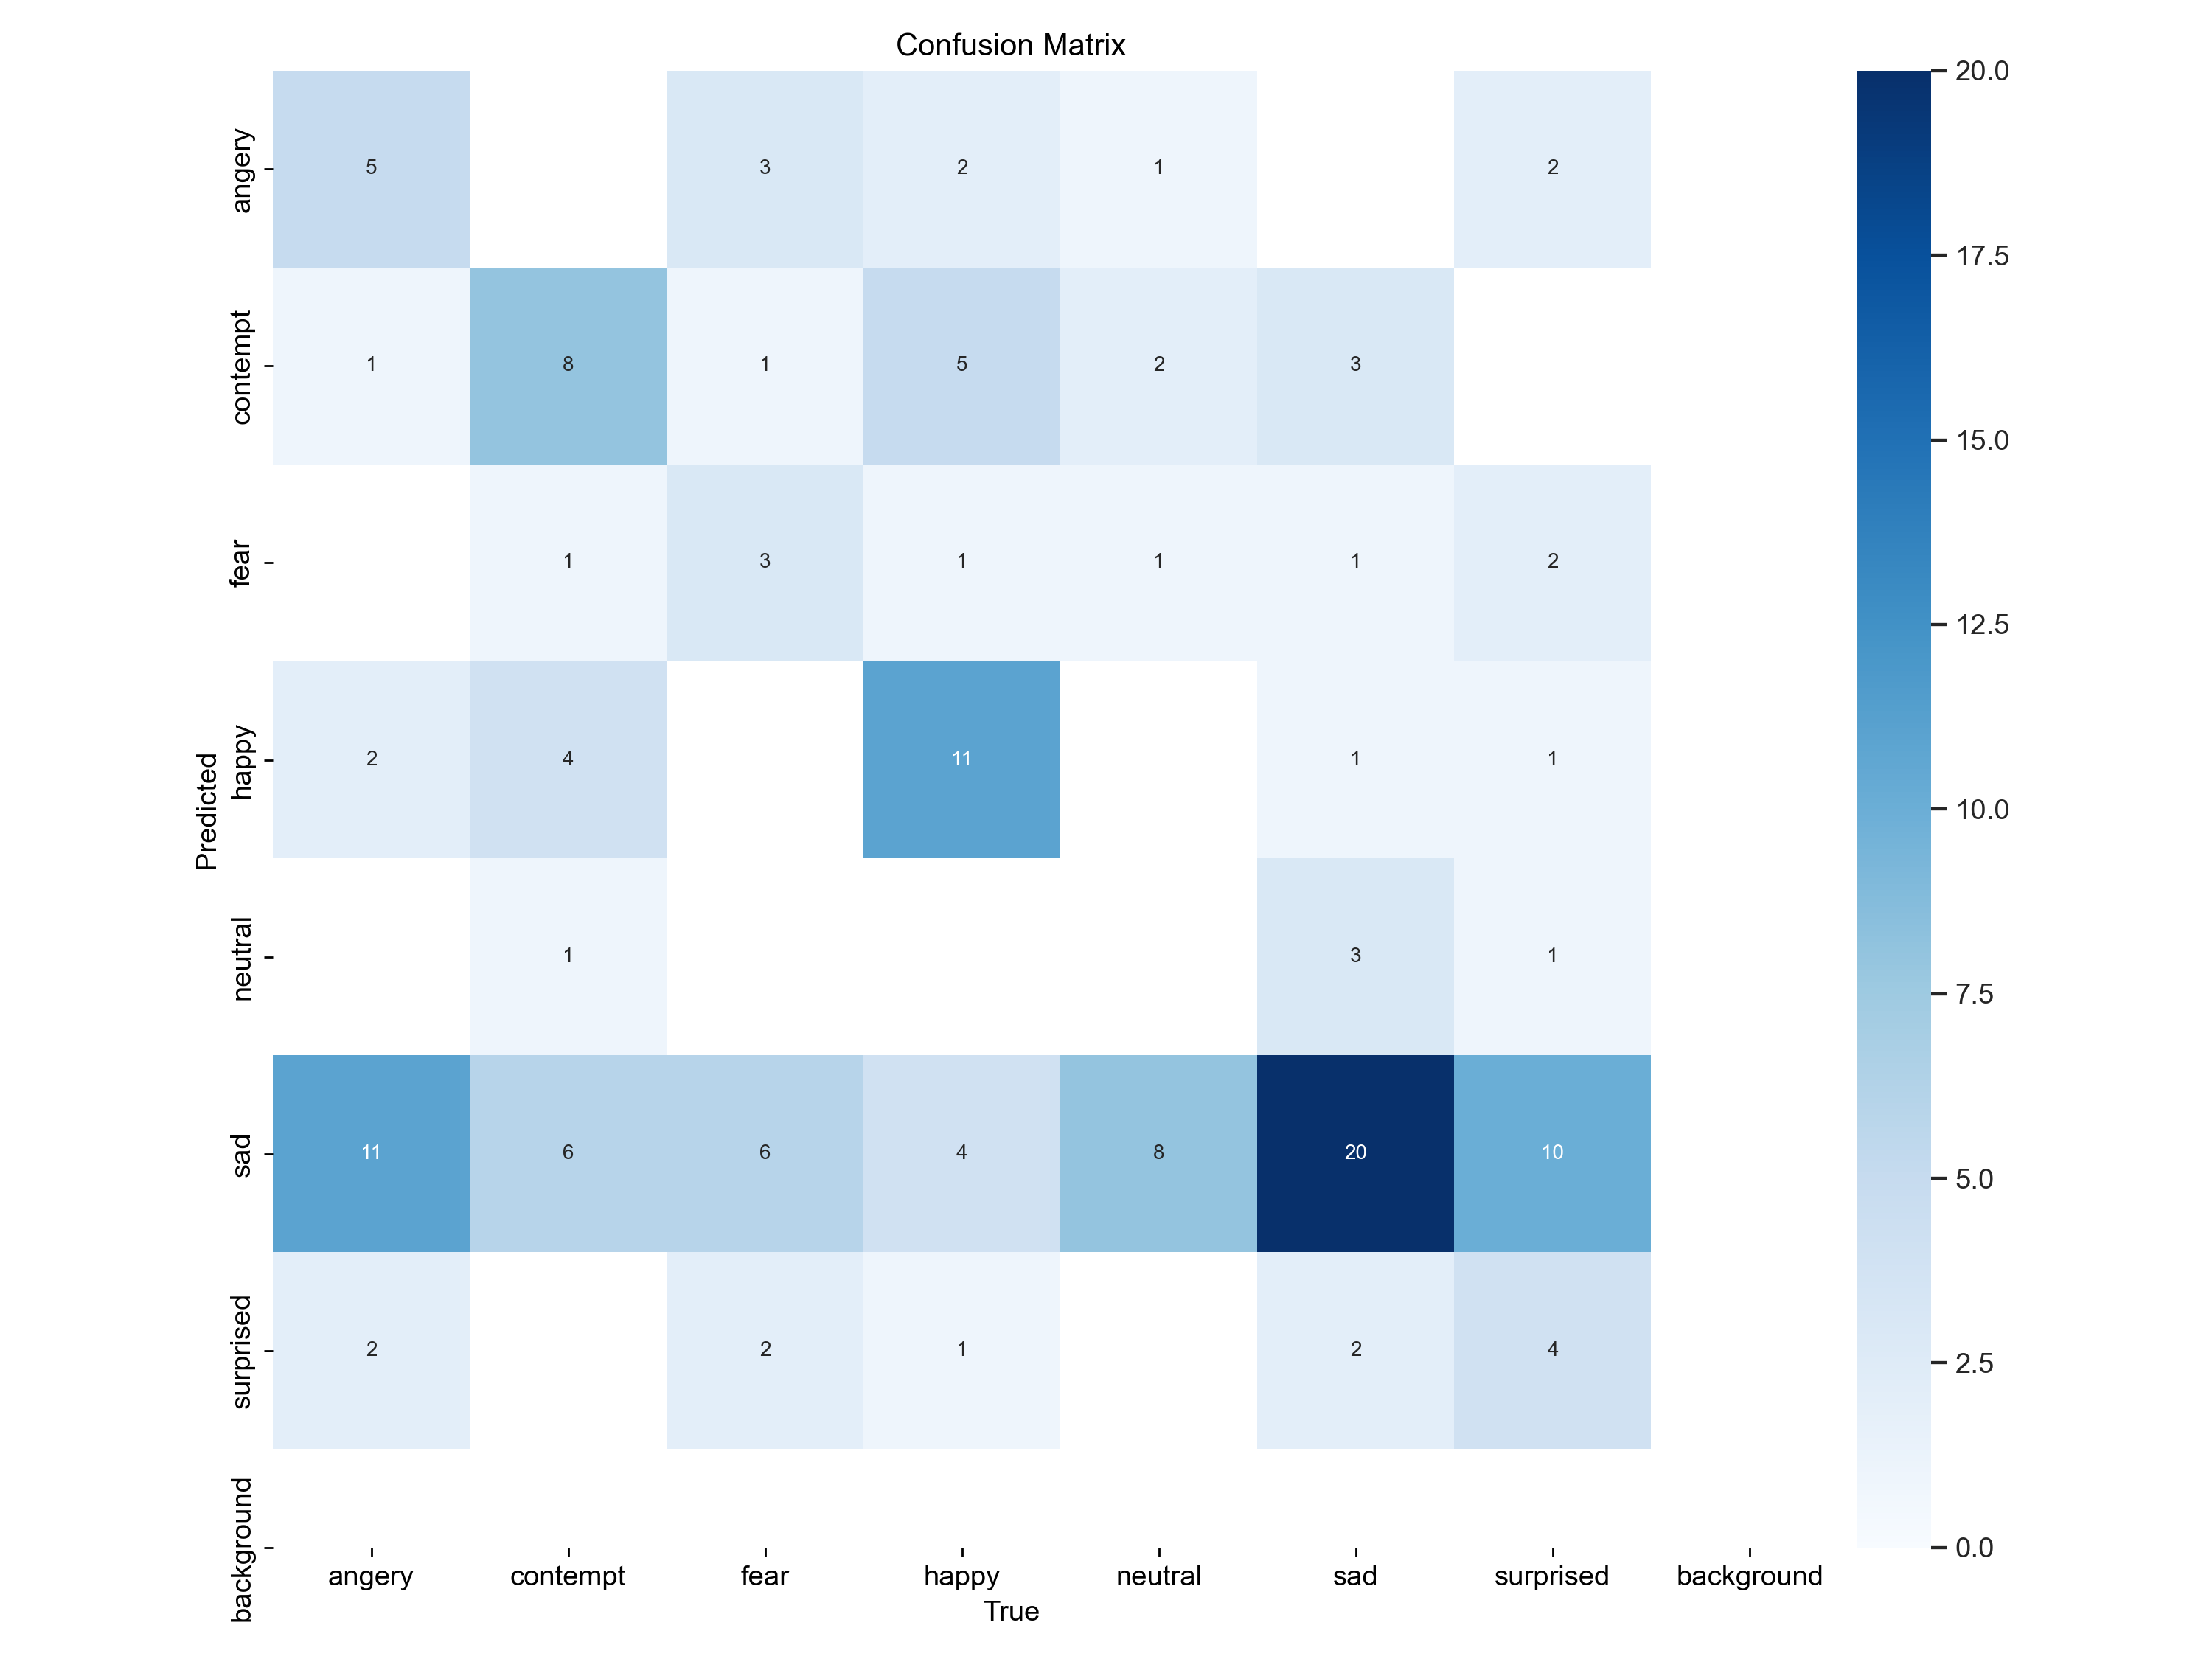 Confusion Matrix
angery 5 3 2 1 2
contempt 1 8 1 5 2 3
fear 1 3 1 1 1 2
happy 2 4 11 1 1
neutral 1 3 1
sad 11 6 6 4 8 20 10
surprised 2 2 1 2 4
background
Predicted
angery contempt fear happy neutral sad surprised background
True
20.0
17.5
15.0
12.5
10.0
7.5
5.0
2.5
0.0